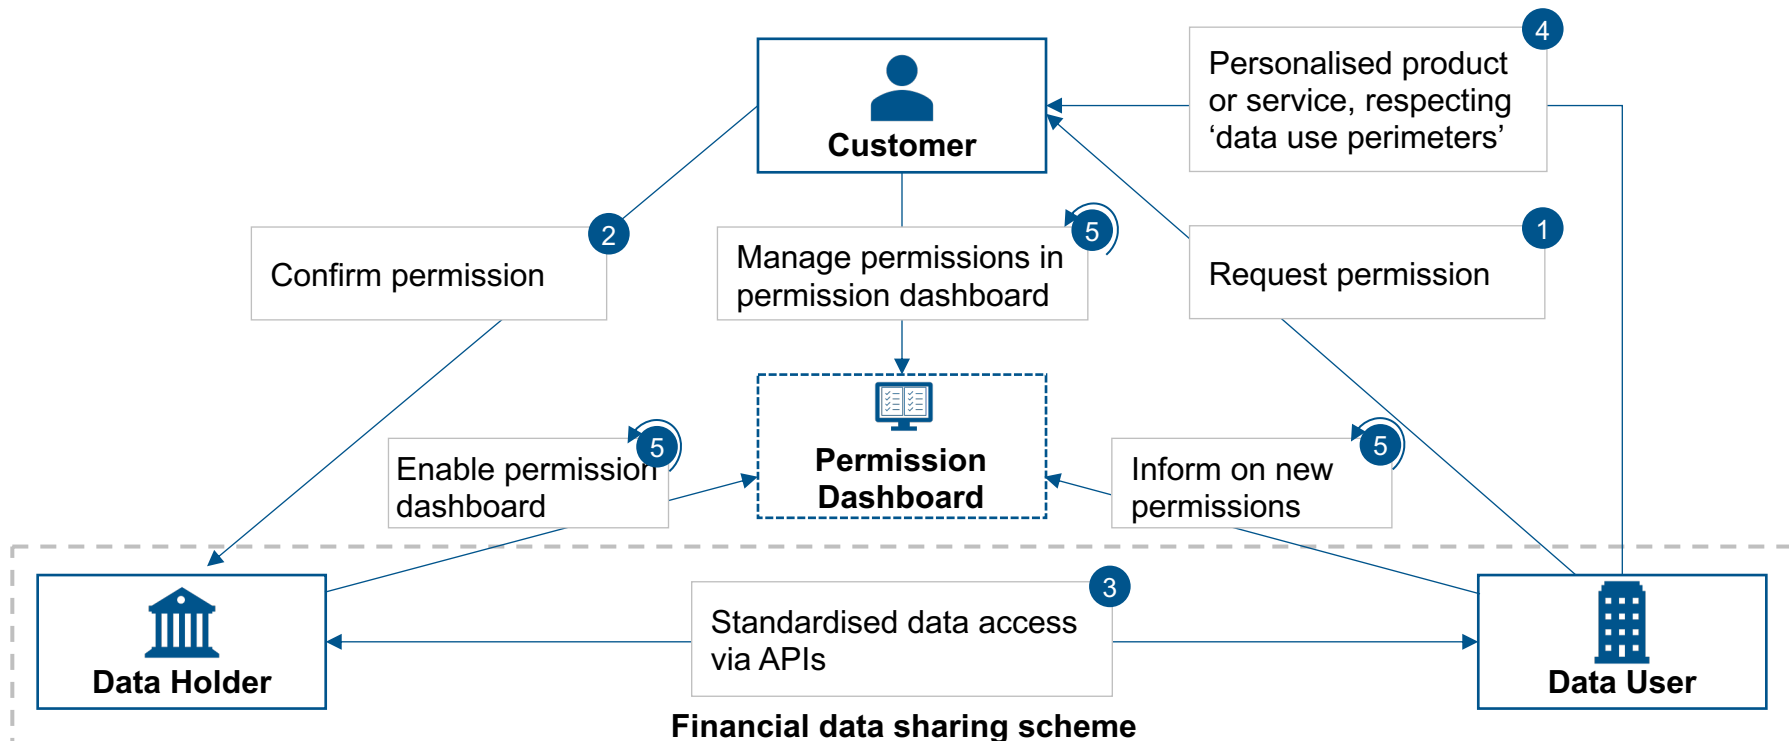 4
Personalised product
or service, respecting
‘data use perimeters’
Customer
2
Confirm permission
5
Manage permissions in
permission dashboard
1
Request permission
Permission
Dashboard
5
Enable permission
dashboard
5
Inform on new
permissions
Data Holder
3
Standardised data access
via APIs
Data User
Financial data sharing scheme